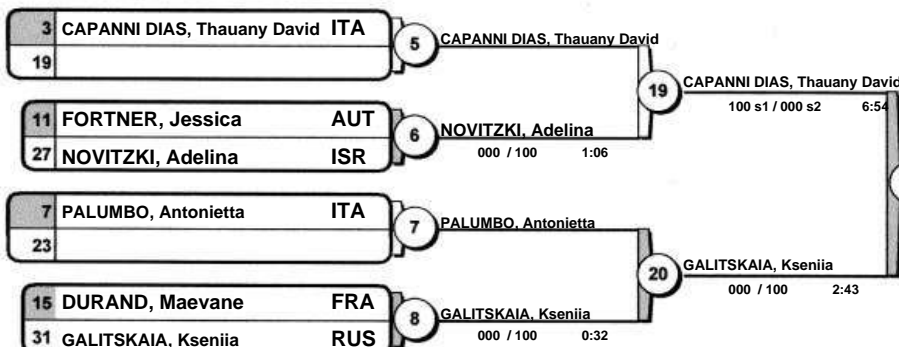 3 CAPANNI DIAS, Thauany David ITA
19
5
CAPANNI DIAS, Thauany David
11 FORTNER, Jessica AUT
27 NOVITZKI, Adelina ISR
6
NOVITZKI, Adelina
000 / 100 1:06
19
CAPANNI DIAS, Thauany David
100 s1 / 000 s2 6:54
7 PALUMBO, Antonietta ITA
23
7
PALUMBO, Antonietta
15 DURAND, Maevane FRA
31 GALITSKAIA, Kseniia RUS
8
GALITSKAIA, Kseniia
000 / 100 0:32
20
GALITSKAIA, Kseniia
000 / 100 2:43